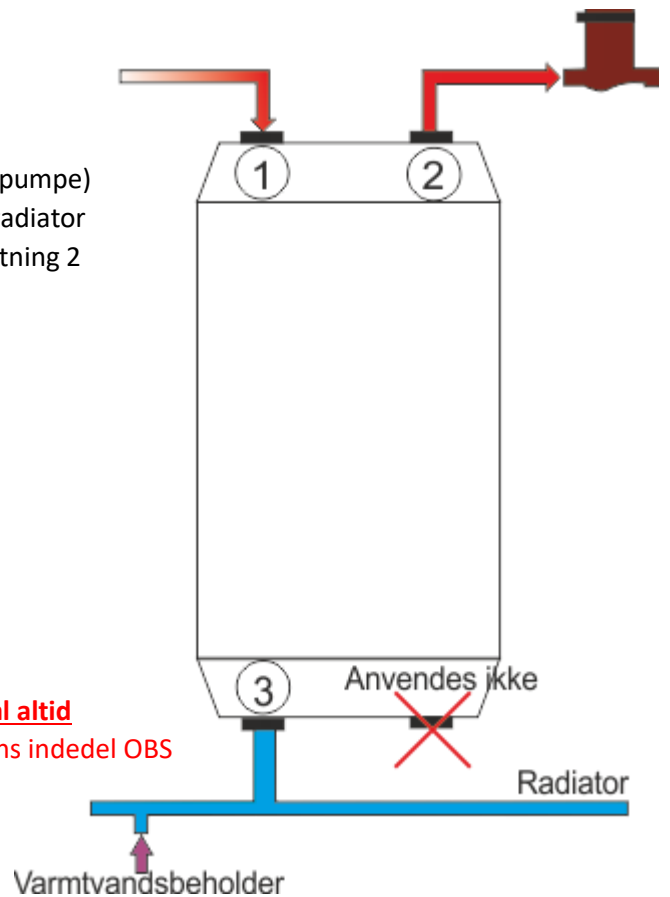 1
2
pumpe)
adiator
tning 2
3
Anvendes ikke
l altid
ns indedel OBS
Radiator
Varmtvandsbeholder